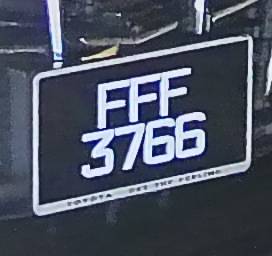 FFF
3766
TOYOTA GET THE FEELING